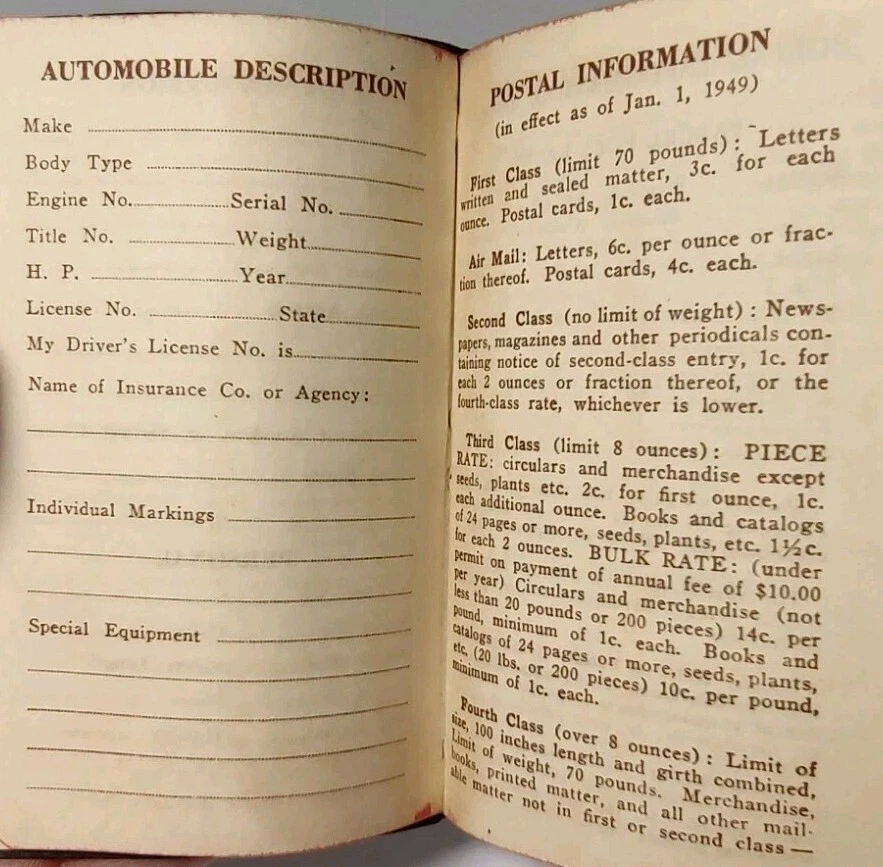 AUTOMOBILE DESCRIPTION
Make
Body Type
Engine No. Serial No.
Title No. Weight
H. P. Year
License No. State
My Driver's License No. is
Name of Insurance Co. or Agency:
Individual Markings
Special Equipment
POSTAL INFORMATION
(in effect as of Jan. 1, 1949)
First Class (limit 70 pounds): Letters
written and sealed matter, 3c. for each
ounce. Postal cards, 1c. each.
Air Mail: Letters, 6c. per ounce or frac-
tion thereof. Postal cards, 4c. each.
Second Class (no limit of weight): News-
papers, magazines and other periodicals con-
taining notice of second-class entry, 1c. for
each 2 ounces or fraction thereof, or the
fourth-class rate, whichever is lower.
Third Class (limit 8 ounces): PIECE
RATE: circulars and merchandise except
seeds, plants etc. 2c. for first ounce, 1c.
each additional ounce. Books and catalogs
of 24 pages or more, seeds, plants, etc. 1½c.
for each 2 ounces. BULK RATE: (under
permit on payment of annual fee of $10.00
per year) Circulars and merchandise (not
less than 20 pounds or 200 pieces) 14c. per
pound, minimum of 1c. each. Books and
catalogs of 24 pages or more, seeds, plants,
etc. (20 lbs. or 200 pieces) 10c. per pound,
minimum of 1c. each.
Fourth Class (over 8 ounces): Limit of
size, 100 inches length and girth combined,
Limit of weight, 70 pounds. Merchandise,
books, printed matter, and all other mail-
able matter not in first or second class—